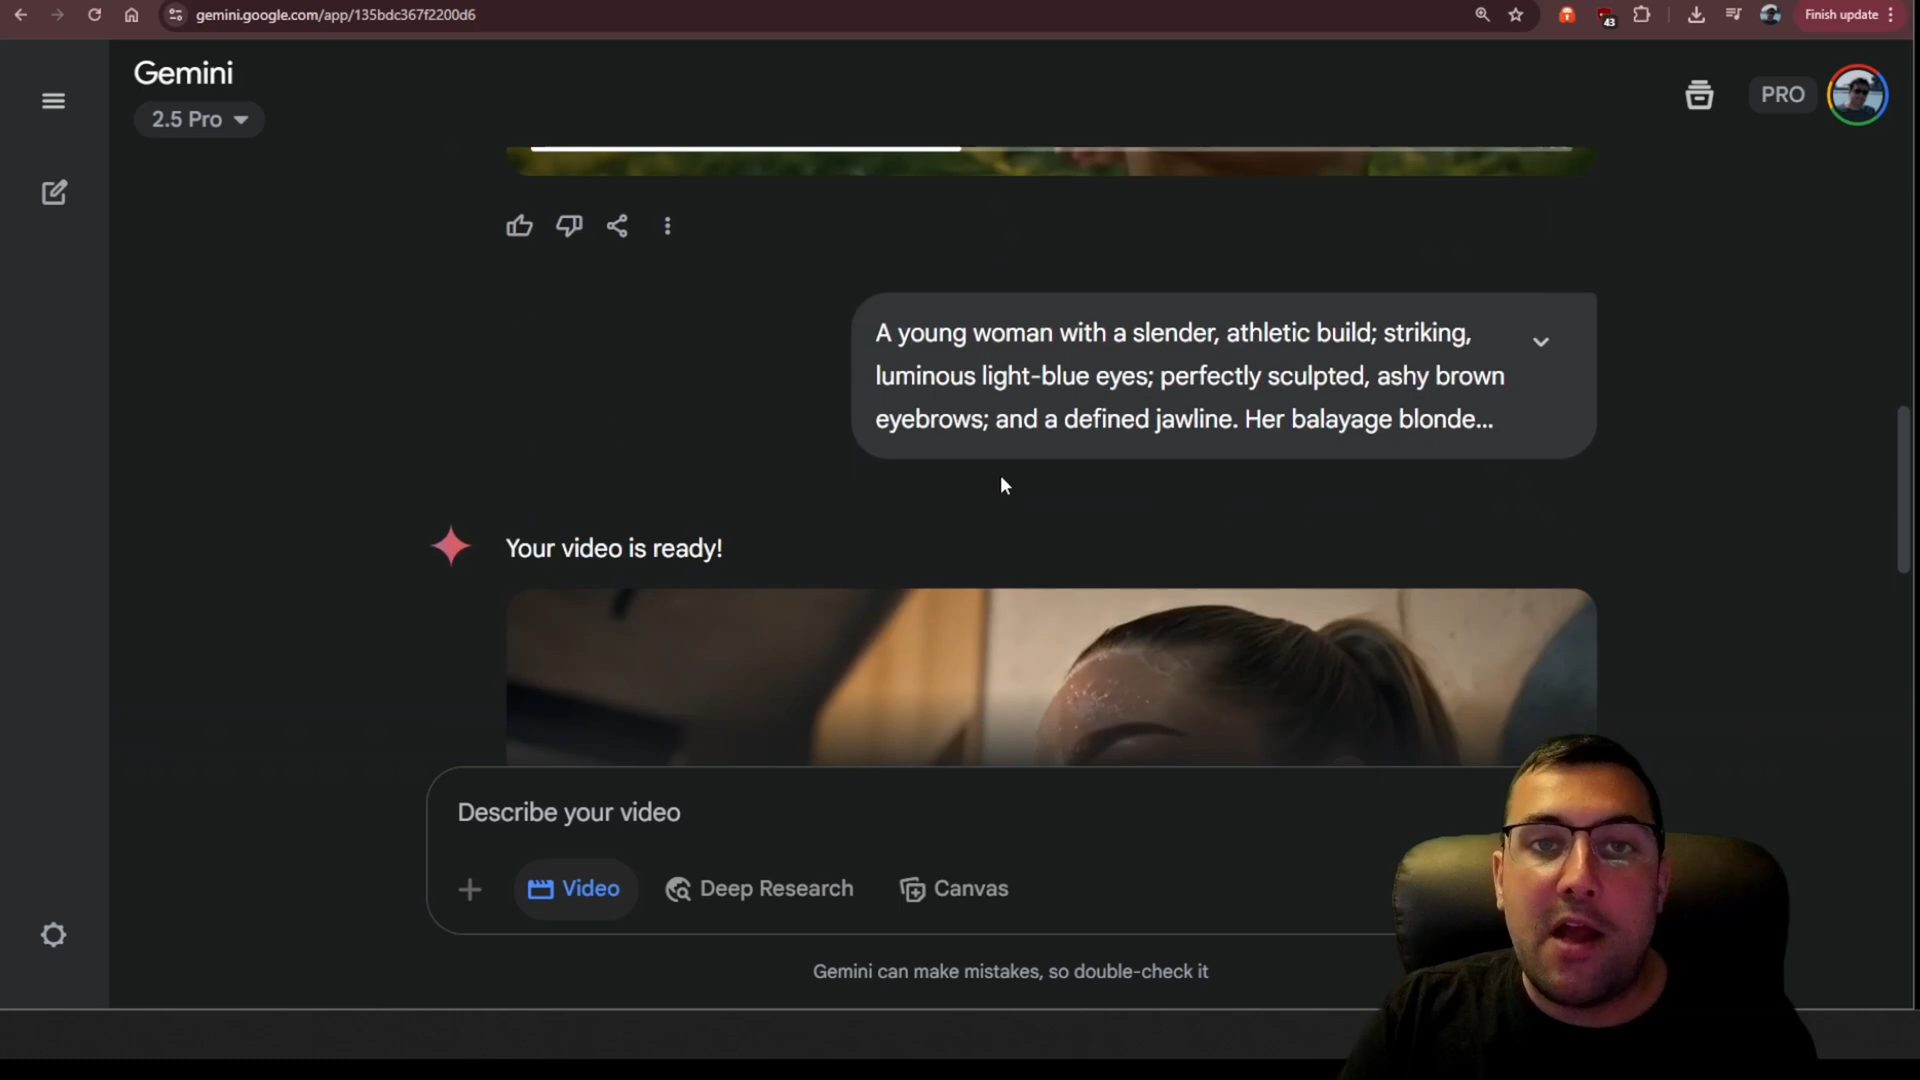 gemini.google.com/app/135bdc367f2200d6
43
Finish update
Gemini
2.5 Pro
PRO
A young woman with a slender, athletic build; striking,
luminous light-blue eyes; perfectly sculpted, ashy brown
eyebrows; and a defined jawline. Her balayage blonde...
Your video is ready!
Describe your video
Video
Deep Research
Canvas
Gemini can make mistakes, so double-check it